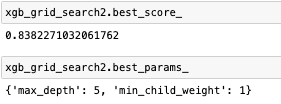 xgb_grid_search2.best_score_
0.8382271032061762
xgb_grid_search2.best_params_
{'max_depth': 5, 'min_child_weight': 1}